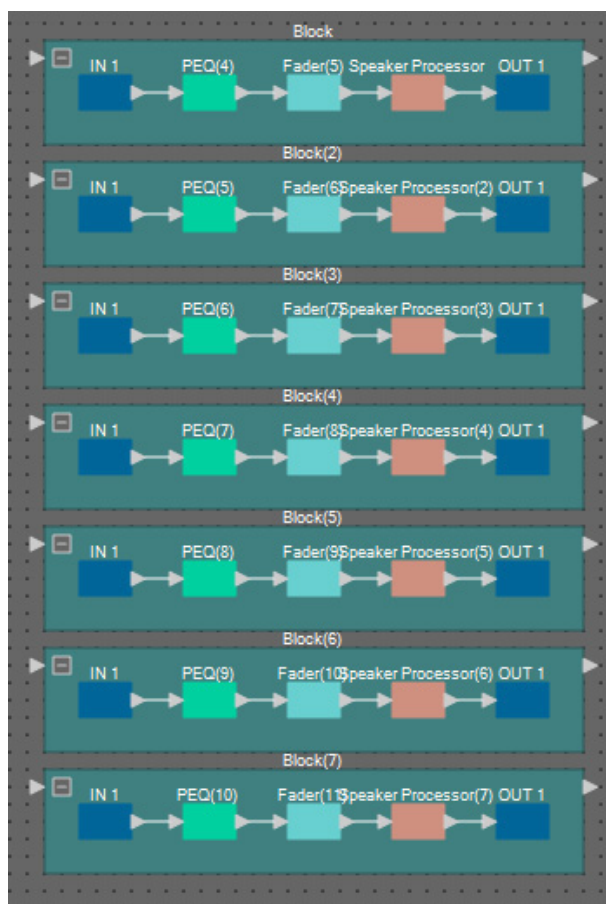 Block
IN 1 PEQ(4) Fader(5) Speaker Processor OUT 1
Block(2)
IN 1 PEQ(5) Fader(6) Speaker Processor(2) OUT 1
Block(3)
IN 1 PEQ(6) Fader(7) Speaker Processor(3) OUT 1
Block(4)
IN 1 PEQ(7) Fader(8) Speaker Processor(4) OUT 1
Block(5)
IN 1 PEQ(8) Fader(9) Speaker Processor(5) OUT 1
Block(6)
IN 1 PEQ(9) Fader(10) Speaker Processor(6) OUT 1
Block(7)
IN 1 PEQ(10) Fader(11) Speaker Processor(7) OUT 1